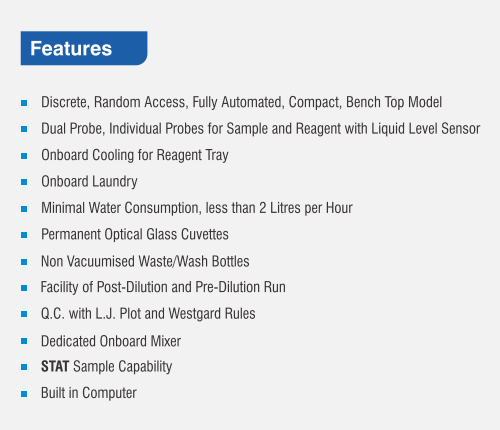 Features
Discrete, Random Access, Fully Automated, Compact, Bench Top Model
Dual Probe, Individual Probes for Sample and Reagent with Liquid Level Sensor
Onboard Cooling for Reagent Tray
Onboard Laundry
Minimal Water Consumption, less than 2 Litres per Hour
Permanent Optical Glass Cuvettes
Non Vacuumised Waste/Wash Bottles
Facility of Post-Dilution and Pre-Dilution Run
Q.C. with L.J. Plot and Westgard Rules
Dedicated Onboard Mixer
STAT Sample Capability
Built in Computer